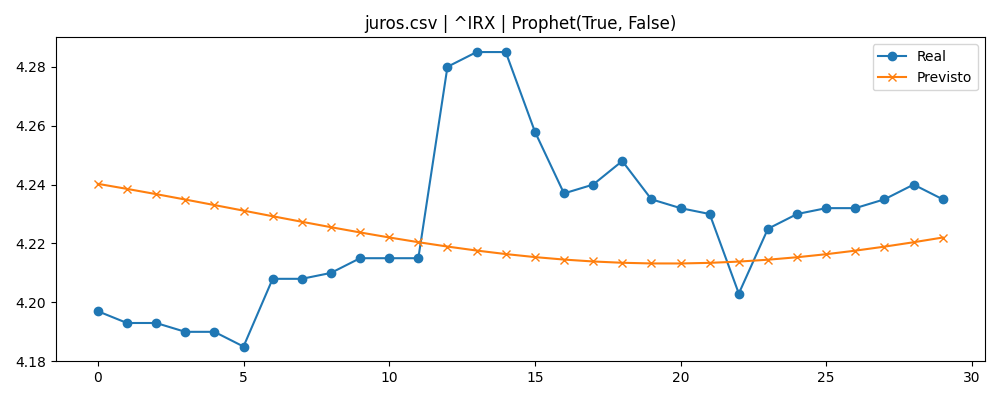 juros.csv | ^IRX | Prophet(True, False)
Real
Previsto
4.28
4.26
4.24
4.22
4.20
4.18
0 5 10 15 20 25 30